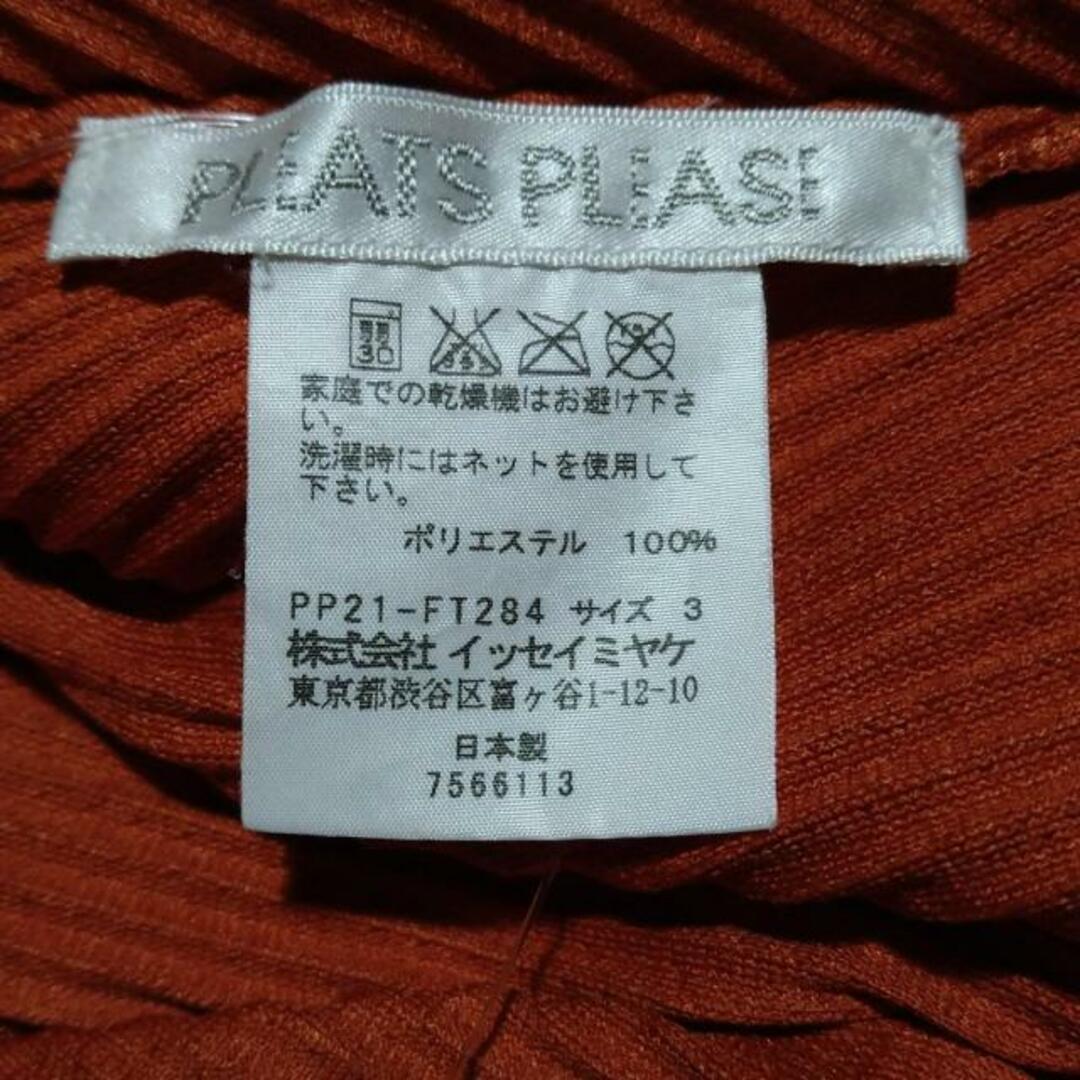 PLEATS PLEASE
30
家庭での乾燥機はお避け下さ
い。
洗濯時にはネットを使用して
下さい。
ポリエステル 100%
PP21-FT284 サイズ 3
株式会社 イッセイミヤケ
東京都渋谷区富ヶ谷1-12-10
日本製
7566113